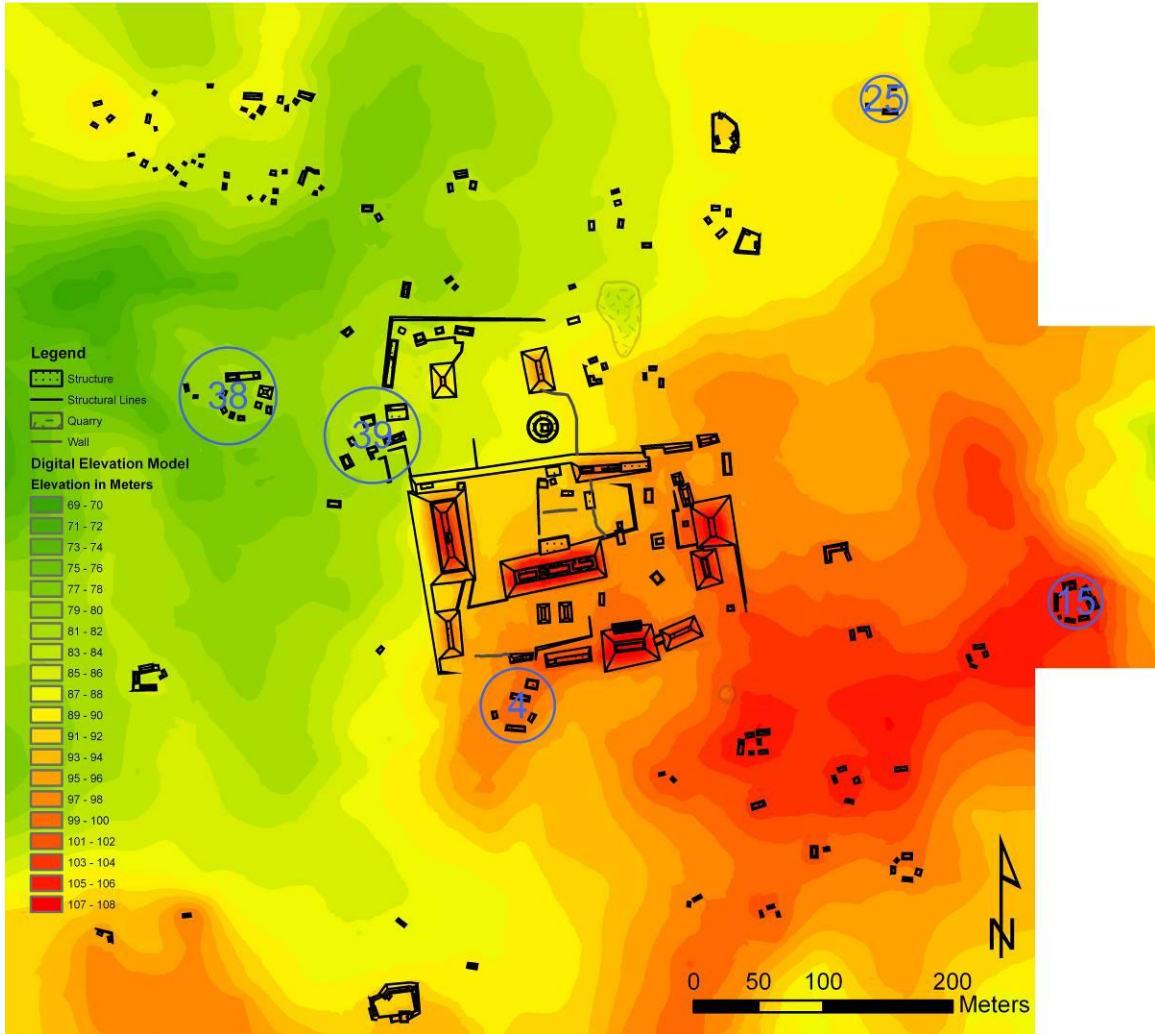 25
38
39
15
4
Legend
Structure
Structural Lines
Quarry
Wall
Digital Elevation Model
Elevation in Meters
69 - 70
71 - 72
73 - 74
75 - 76
77 - 78
79 - 80
81 - 82
83 - 84
85 - 86
87 - 88
89 - 90
91 - 92
93 - 94
95 - 96
97 - 98
99 - 100
101 - 102
103 - 104
105 - 106
107 - 108
N
0 50 100 200
Meters